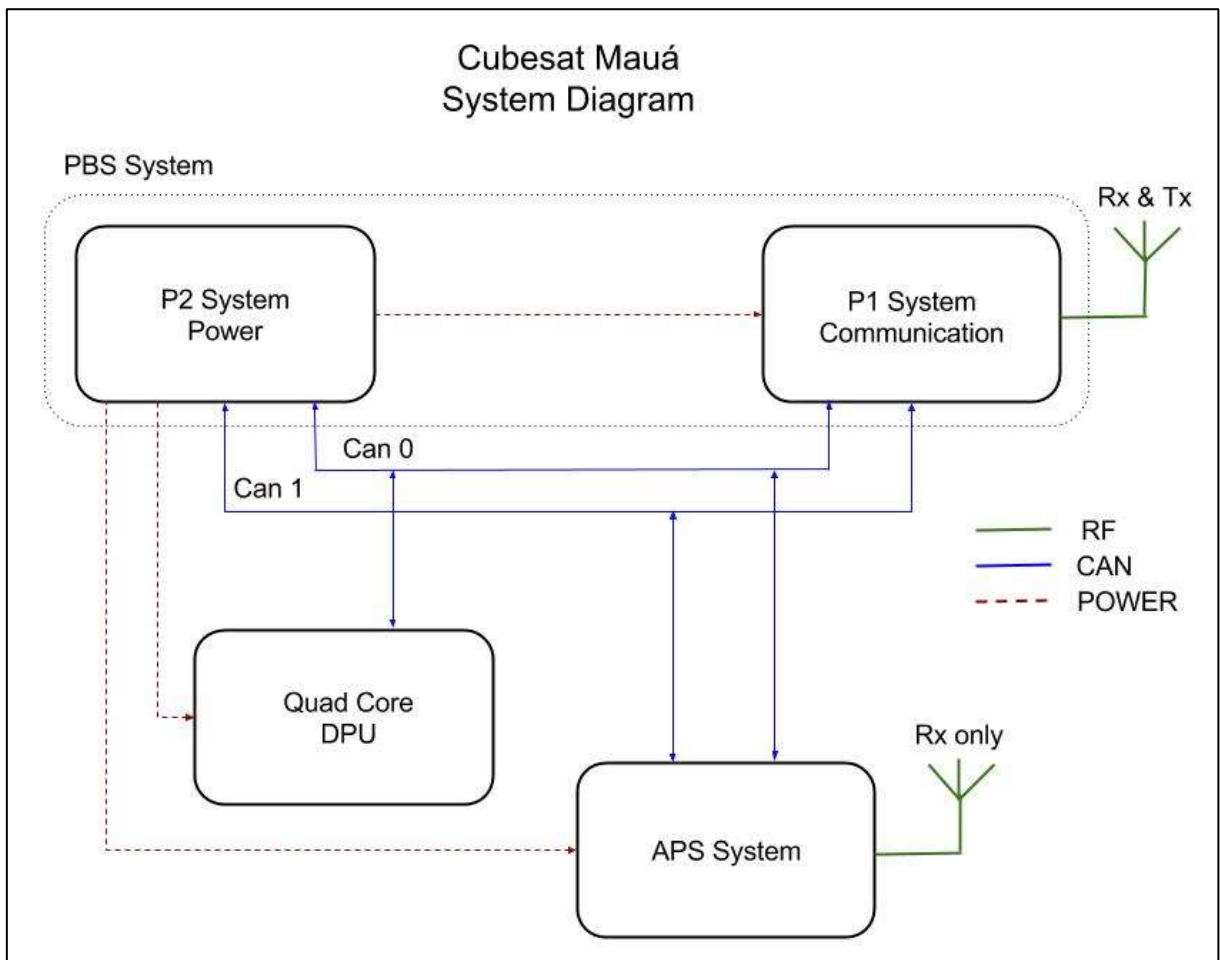 Cubesat Mauá
System Diagram
PBS System
Rx & Tx
P2 System
Power
P1 System
Communication
Can 0
Can 1
RF
CAN
POWER
Quad Core
DPU
Rx only
APS System